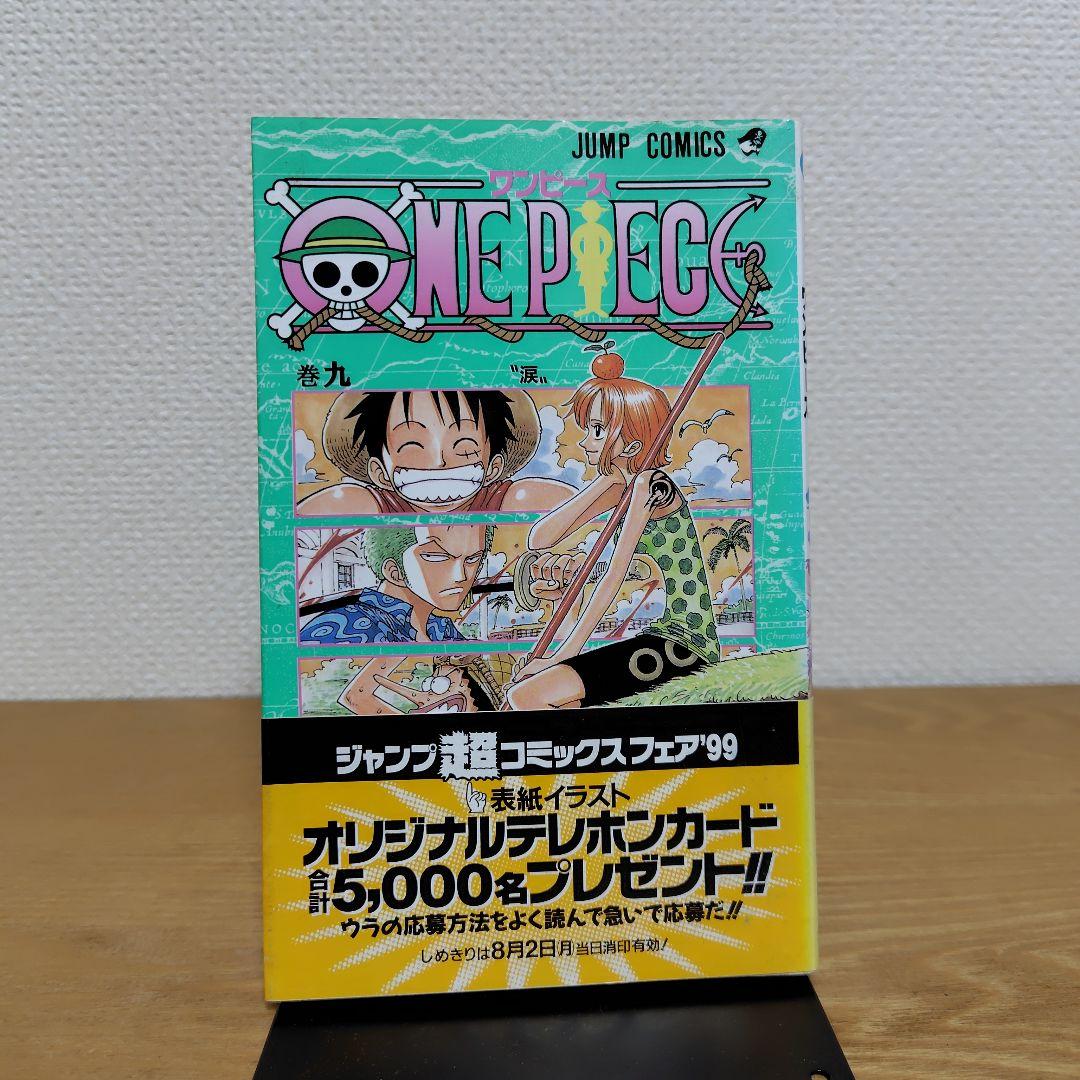 JUMP COMICS
ワンピース
ONE PIECE
巻九
〝涙〟
ジャンプ超コミックスフェア'99
表紙イラスト
オリジナルテレホンカード
合計5,000名プレゼント!!
ウラの応募方法をよく読んで急いで応募だ!!
しめきりは8月2日(月)当日消印有効!